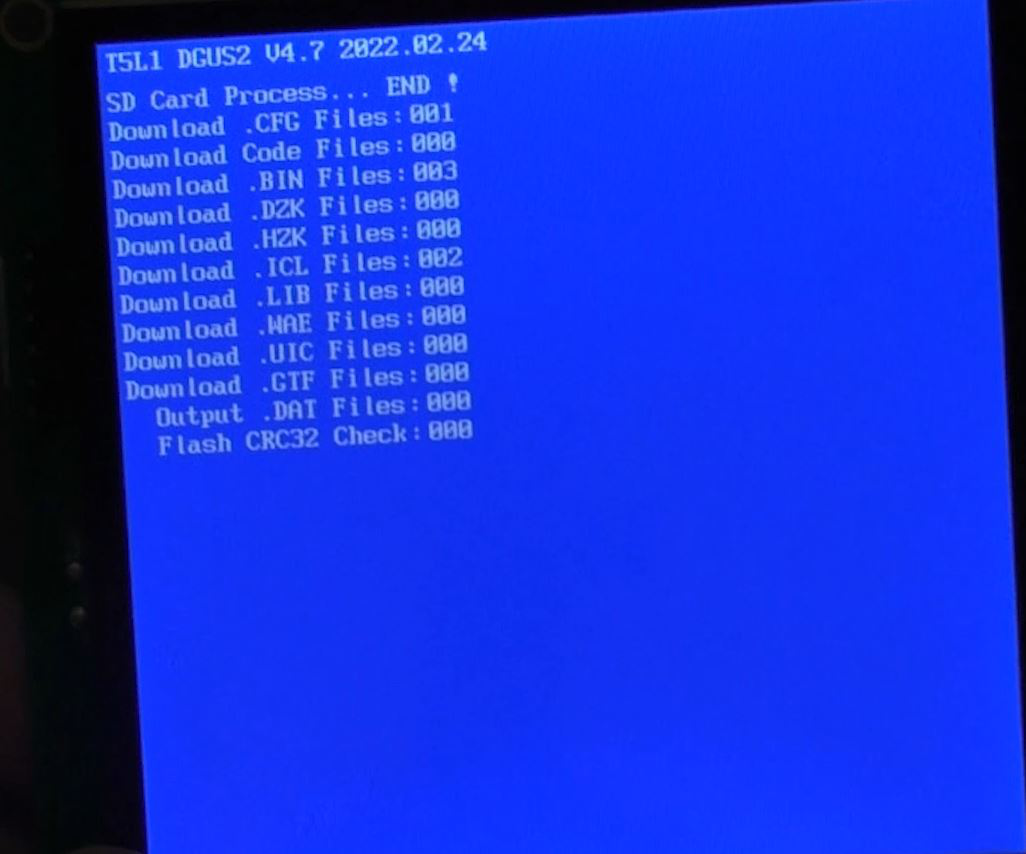 T5L1 DGUS2 V4.7 2022.02.24
SD Card Process... END !
Download .CFG Files:001
Download Code Files:000
Download .BIN Files:003
Download .DZK Files:000
Download .HZK Files:000
Download .ICL Files:002
Download .LIB Files:000
Download .WAE Files:000
Download .UIC Files:000
Download .GTF Files:000
Output .DAT Files:000
Flash CRC32 Check:000